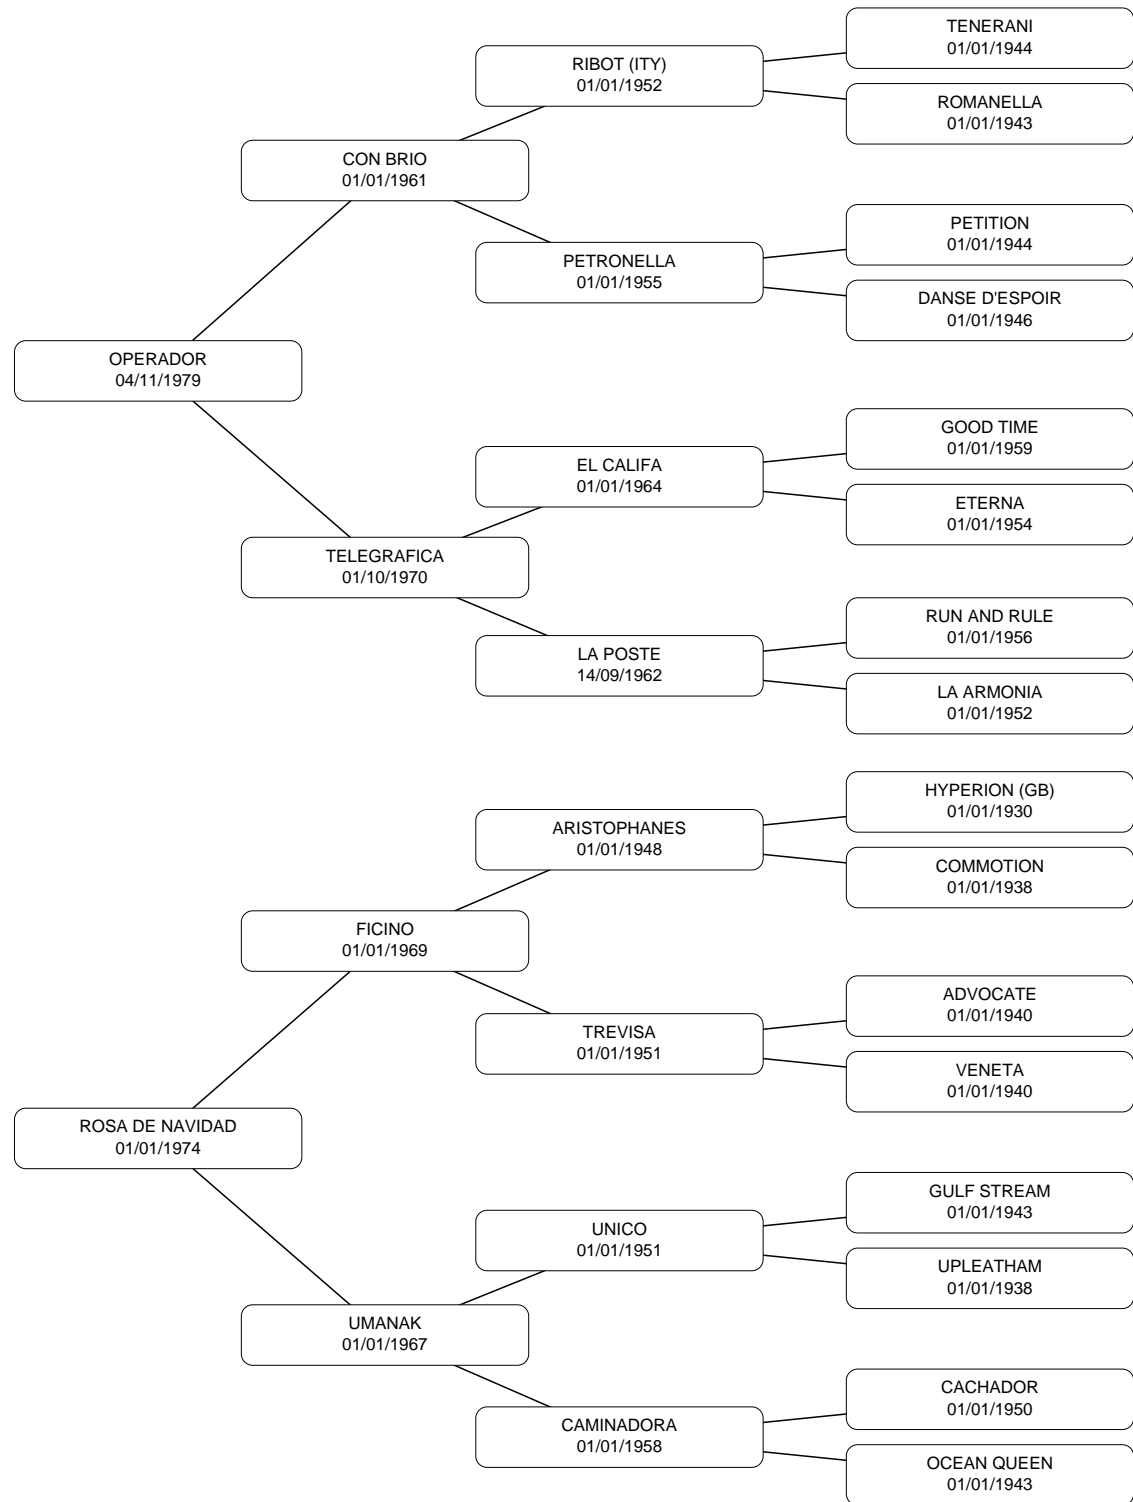 TENERANI
01/01/1944
RIBOT (ITY)
01/01/1952
ROMANELLA
01/01/1943
CON BRIO
01/01/1961
PETITION
01/01/1944
PETRONELLA
01/01/1955
DANSE D'ESPOIR
01/01/1946
OPERADOR
04/11/1979
GOOD TIME
01/01/1959
EL CALIFA
01/01/1964
ETERNA
01/01/1954
TELEGRAFICA
01/10/1970
RUN AND RULE
01/01/1956
LA POSTE
14/09/1962
LA ARMONIA
01/01/1952
HYPERION (GB)
01/01/1930
ARISTOPHANES
01/01/1948
COMMOTION
01/01/1938
FICINO
01/01/1969
ADVOCATE
01/01/1940
TREVISA
01/01/1951
VENETA
01/01/1940
ROSA DE NAVIDAD
01/01/1974
GULF STREAM
01/01/1943
UNICO
01/01/1951
UPLEATHAM
01/01/1938
UMANAK
01/01/1967
CACHADOR
01/01/1950
CAMINADORA
01/01/1958
OCEAN QUEEN
01/01/1943